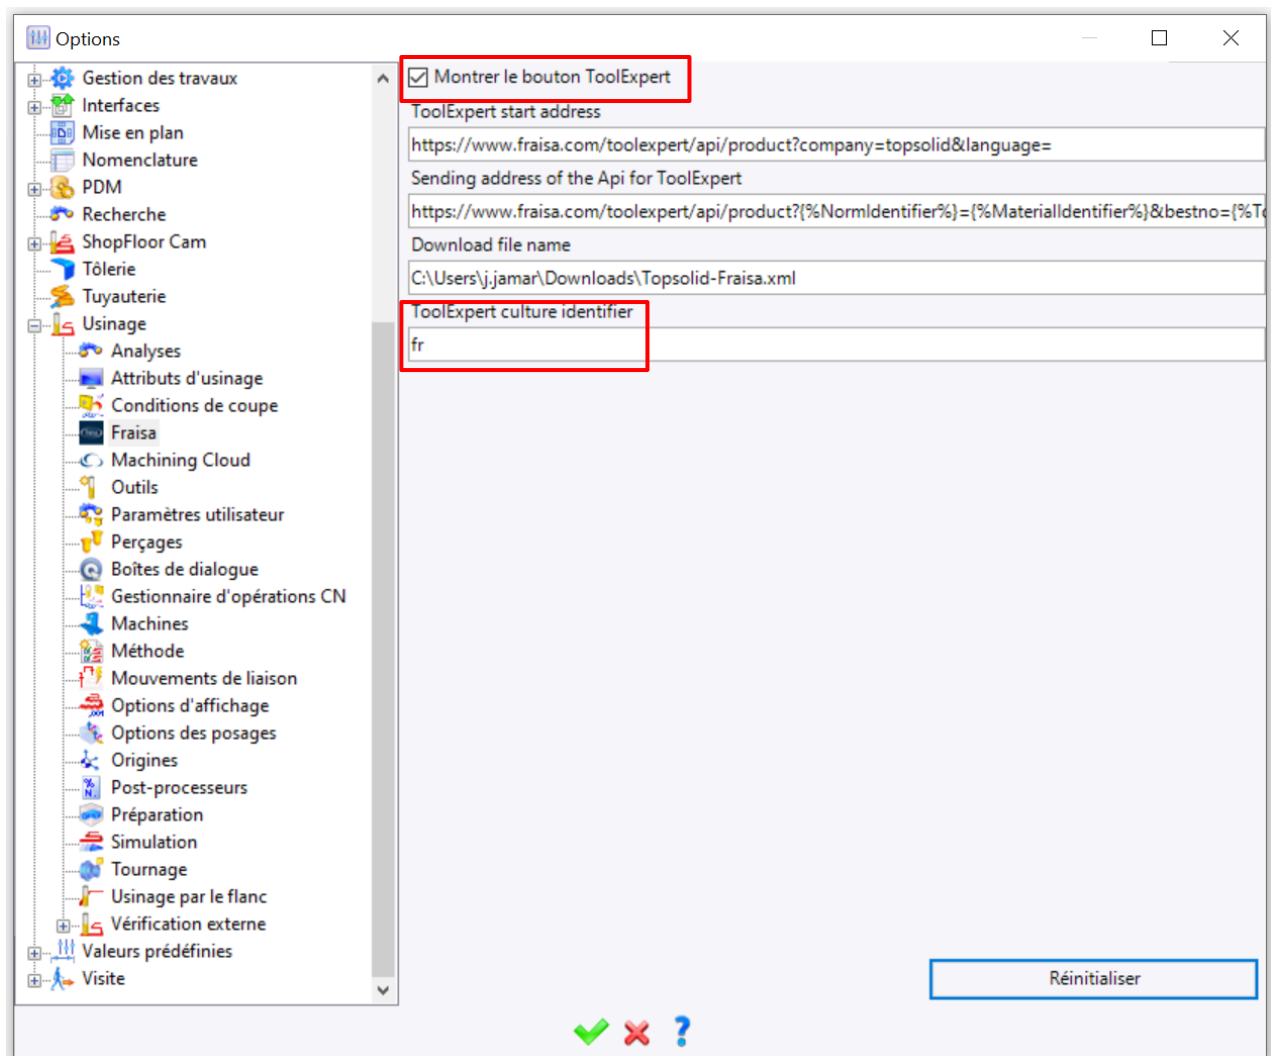 Options
Gestion des travaux
Interfaces
Mise en plan
Nomenclature
PDM
Recherche
ShopFloor Cam
Tôlerie
Tuyauterie
Usinage
Analyses
Attributs d'usinage
Conditions de coupe
Fraisa
Machining Cloud
Outils
Paramètres utilisateur
Perçages
Boîtes de dialogue
Gestionnaire d'opérations CN
Machines
Méthode
Mouvements de liaison
Options d'affichage
Options des posages
Origines
Post-processeurs
Préparation
Simulation
Tournage
Usinage par le flanc
Vérification externe
Valeurs prédéfinies
Visite
Montrer le bouton ToolExpert
ToolExpert start address
https://www.fraisa.com/toolexpert/api/product?company=topsolid&language=
Sending address of the Api for ToolExpert
https://www.fraisa.com/toolexpert/api/product?{%NormIdentifier%}={%MaterialIdentifier%}&bestno={%To
Download file name
C:\Users\j.jamar\Downloads\Topsolid-Fraisa.xml
ToolExpert culture identifier
fr
Réinitialiser